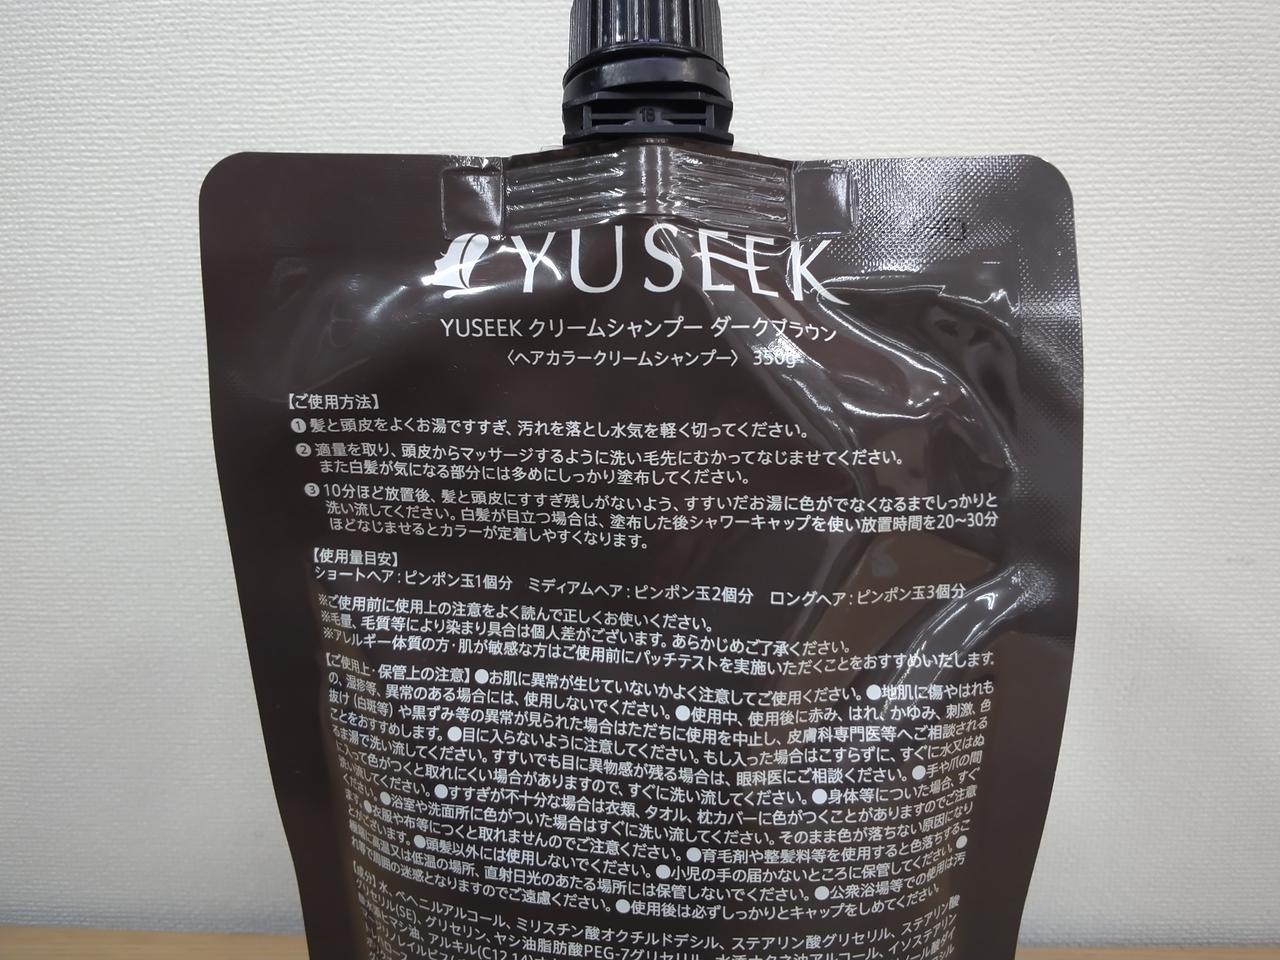 18
YUSEEK
YUSEEK クリームシャンプー ダークブラウン
〈ヘアカラークリームシャンプー〉 350g
【ご使用方法】
❶ 髪と頭皮をよくお湯ですすぎ、汚れを落とし水気を軽く切ってください。
❷ 適量を取り、頭皮からマッサージするように洗い毛先にむかってなじませてください。
また白髪が気になる部分には多めにしっかり塗布してください。
❸ 10分ほど放置後、髪と頭皮にすすぎ残しがないよう、すすいだお湯に色がでなくなるまでしっかりと
洗い流してください。白髪が目立つ場合は、塗布した後シャワーキャップを使い放置時間を20〜30分
ほどなじませるとカラーが定着しやすくなります。
【使用量目安】
ショートヘア:ピンポン玉1個分 ミディアムヘア:ピンポン玉2個分 ロングヘア:ピンポン玉3個分
※ご使用前に使用上の注意をよく読んで正しくお使いください。
※毛量、毛質等により染まり具合は個人差がございます。あらかじめご了承ください。
※アレルギー体質の方・肌が敏感な方はご使用前にパッチテストを実施いただくことをおすすめいたします。
【ご使用上・保管上の注意】●お肌に異常が生じていないかよく注意してご使用ください。●地肌に傷やはれも
の、湿疹等、異常のある場合には、使用しないでください。●使用中、使用後に赤み、はれ、かゆみ、刺激、色
抜け(白斑等)や黒ずみ等の異常が見られた場合はただちに使用を中止し、皮膚科専門医等へご相談される
ことをおすすめします。●目に入らないように注意してください。もし入った場合はこすらずに、すぐに水又はぬ
るま湯で洗い流してください。すすいでも目に異物感が残る場合は、眼科医にご相談ください。●手や爪の間
に入って色がつくと取れにくい場合がありますので、すぐに洗い流してください。●身体等についた場合、すぐ
洗い流してください。●すすぎが不十分な場合は衣類、タオル、枕カバーに色がつくことがありますのでご注意
ください。●浴室や洗面所に色がついた場合はすぐに洗い流してください。そのまま色が落ちない原因になり
ます。●衣服や布等につくと取れませんのでご注意ください。●育毛剤や整髪料等を使用すると色落ちするこ
とがございます。●頭髪以外には使用しないでください。●小児の手の届かないところに保管してください。●
高温又は低温の場所、直射日光のあたる場所には保管しないでください。●公衆浴場等での使用は汚
れ等で周囲の迷惑となりますのでご遠慮ください。●使用後は必ずしっかりとキャップをしめてください。
【成分】水、ベヘニルアルコール、ミリスチン酸オクチルドデシル、ステアリン酸グリセリル、ステアリン酸
グリセリル(SE)、グリセリン、ヤシ油脂肪酸PEG-7グリセリル、
ヒマシ油、アルキル(C12,14)